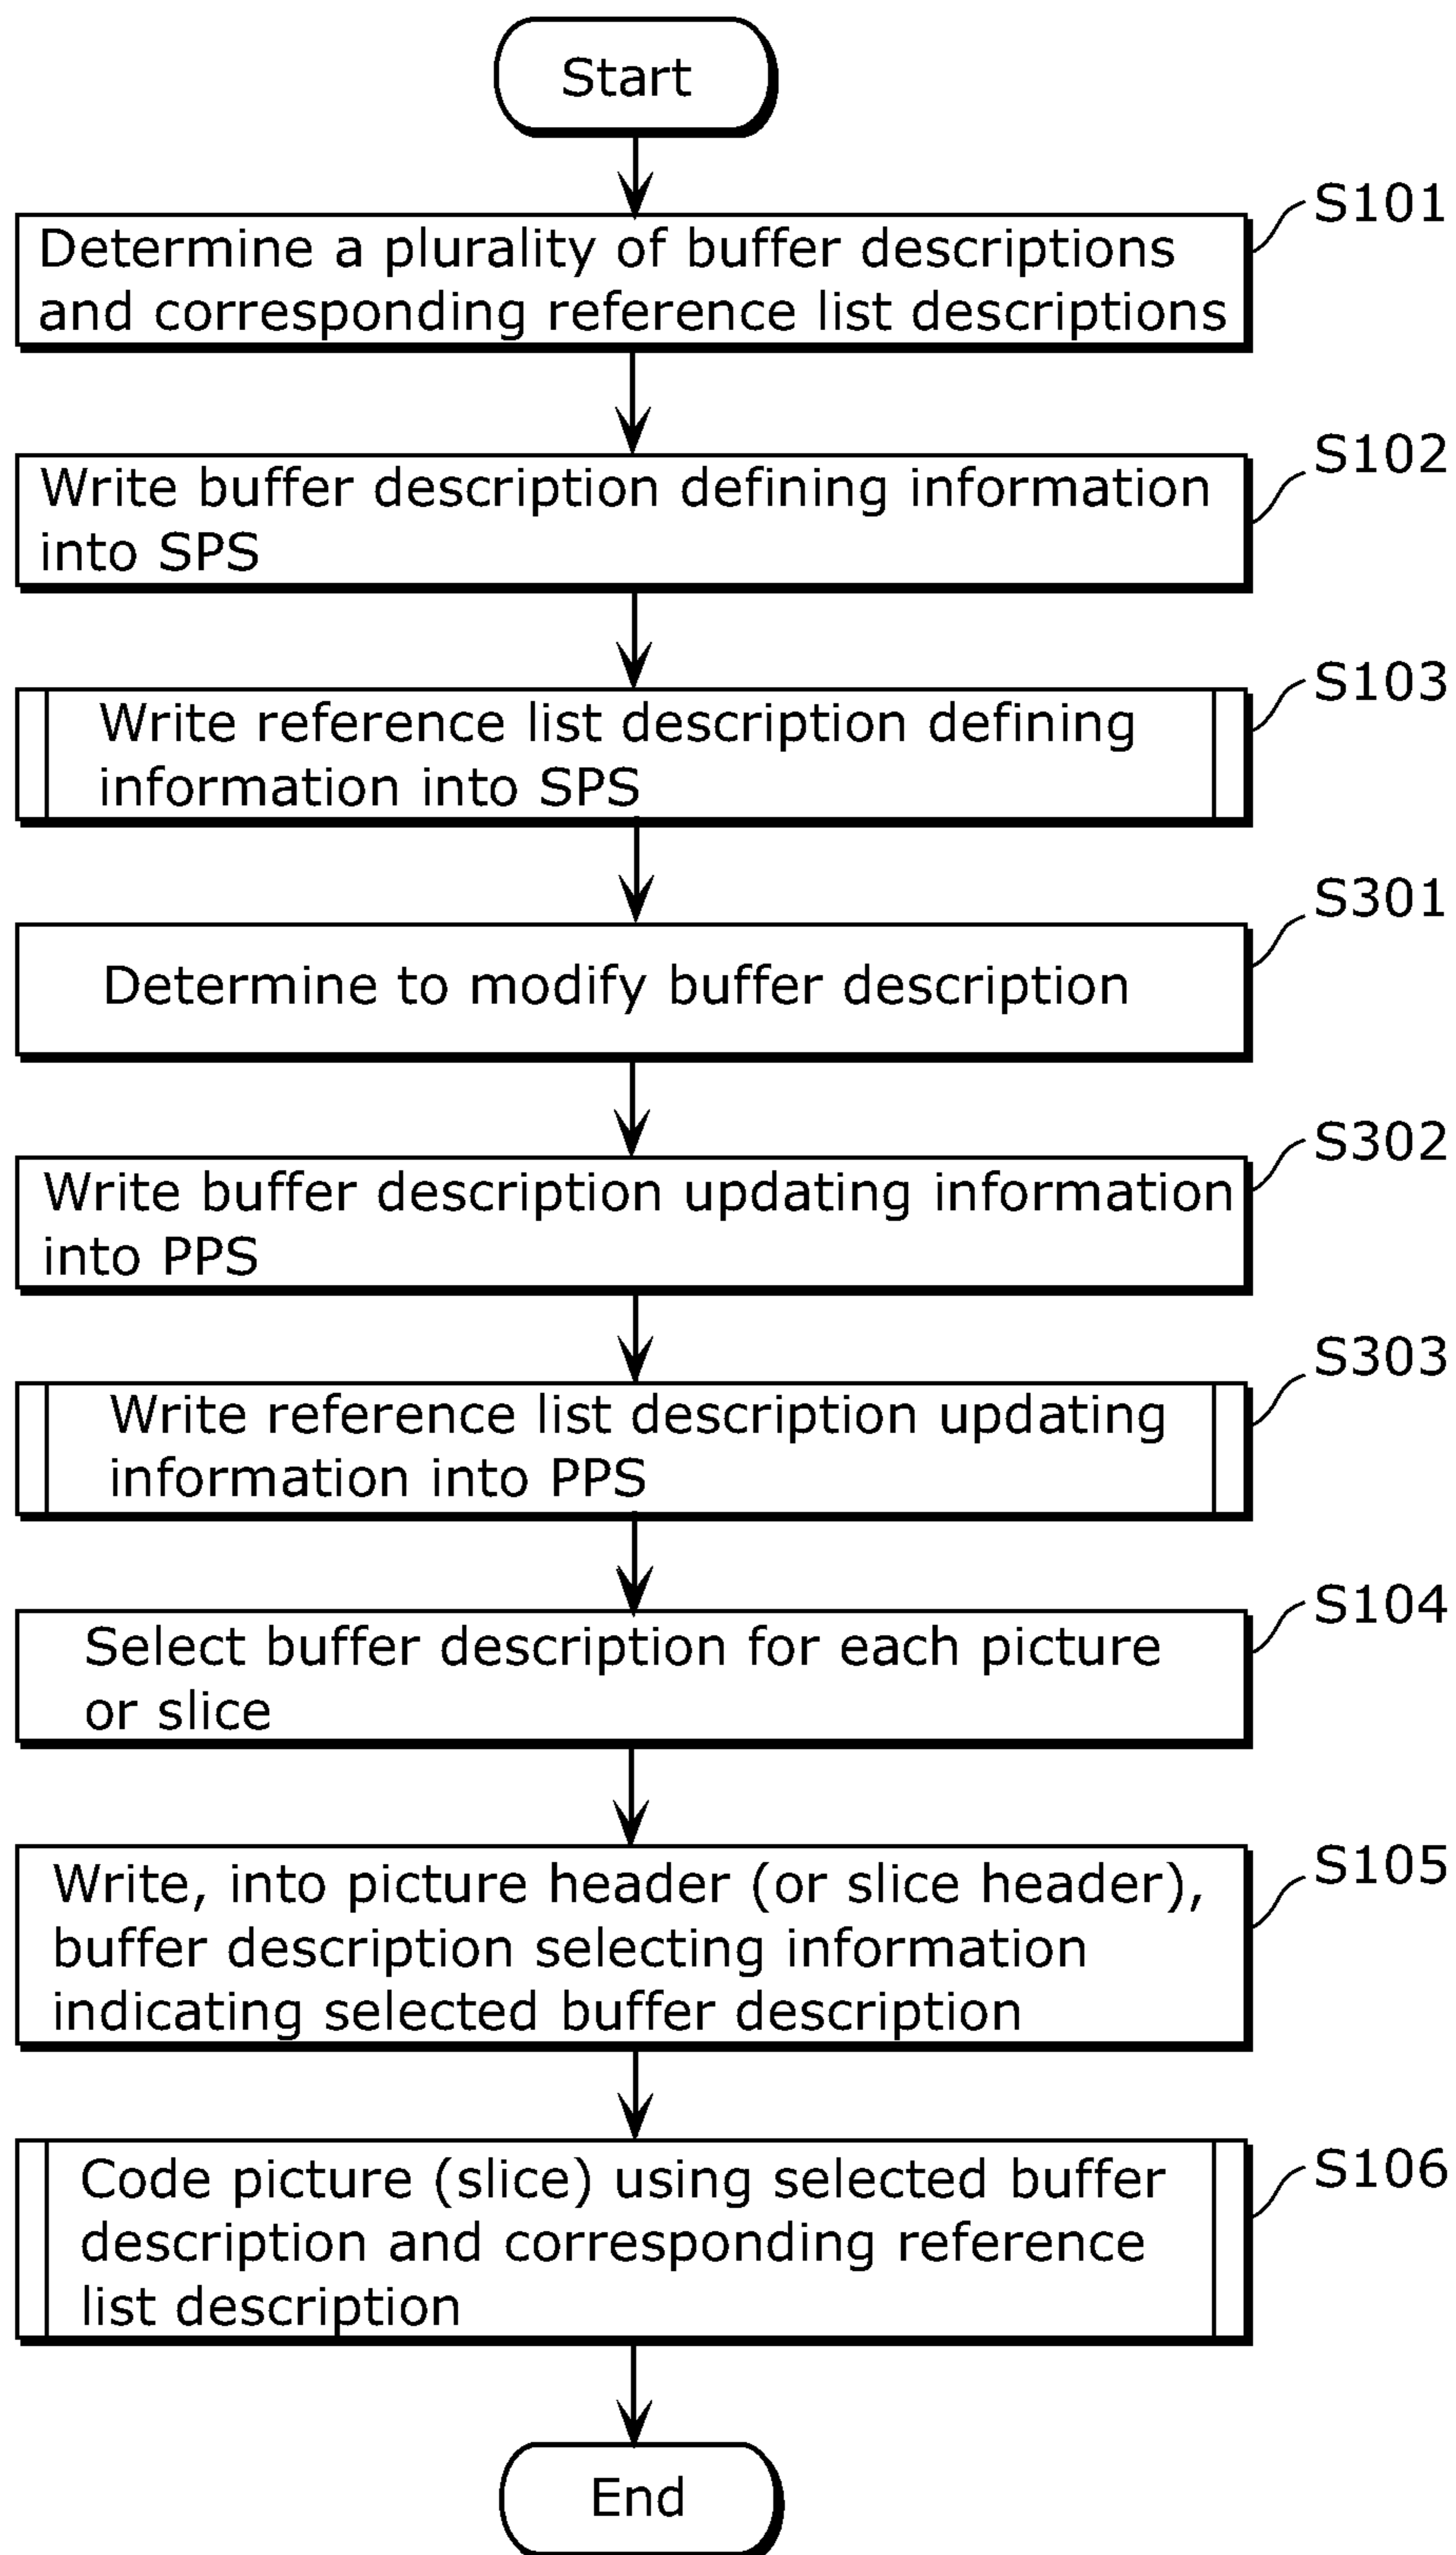 Start
S101
Determine a plurality of buffer descriptions
and corresponding reference list descriptions
S102
Write buffer description defining information
into SPS
S103
Write reference list description defining
information into SPS
S301
Determine to modify buffer description
S302
Write buffer description updating information
into PPS
S303
Write reference list description updating
information into PPS
S104
Select buffer description for each picture
or slice
S105
Write, into picture header (or slice header),
buffer description selecting information
indicating selected buffer description
S106
Code picture (slice) using selected buffer
description and corresponding reference
list description
End